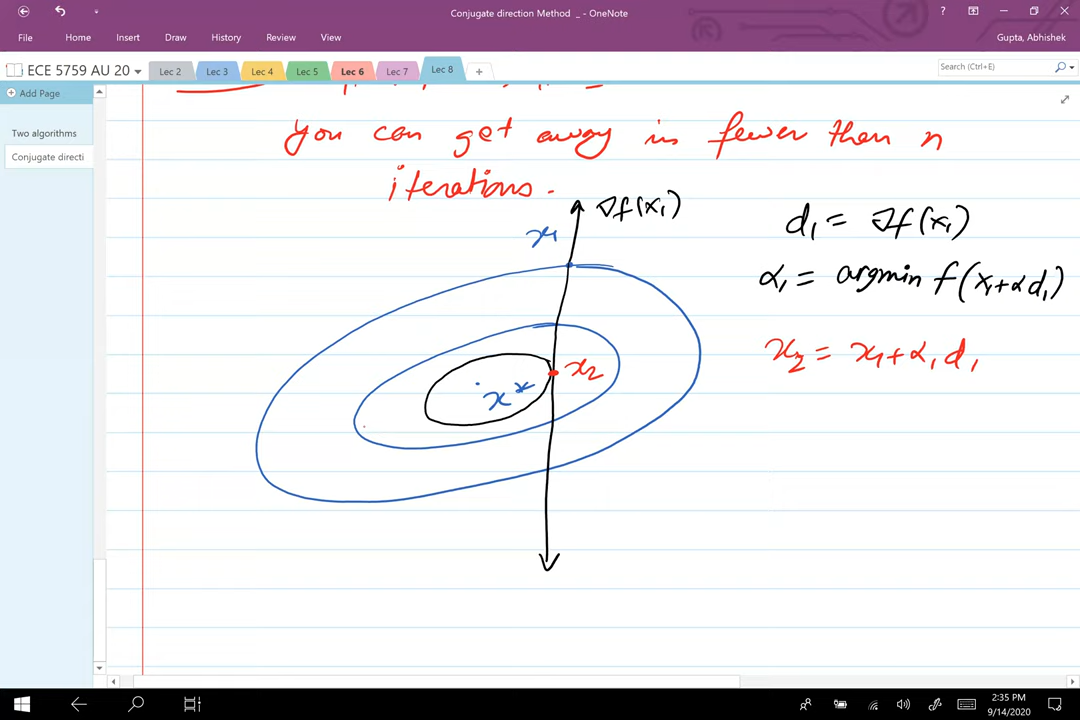 Conjugate direction Method _ - OneNote
Gupta, Abhishek
File Home Insert Draw History Review View
ECE 5759 AU 20
Lec 2 Lec 3 Lec 4 Lec 5 Lec 6 Lec 7 Lec 8 +
Search (Ctrl+E)
Add Page
Two algorithms
Conjugate directi
you can get away in fewer than n
iterations.
∇f(x₁)
x₁
x₂
x*
d₁ = ∇f(x₁)
α₁ = argmin f(x₁+αd₁)
x₂ = x₁+α₁d₁
2:35 PM
9/14/2020